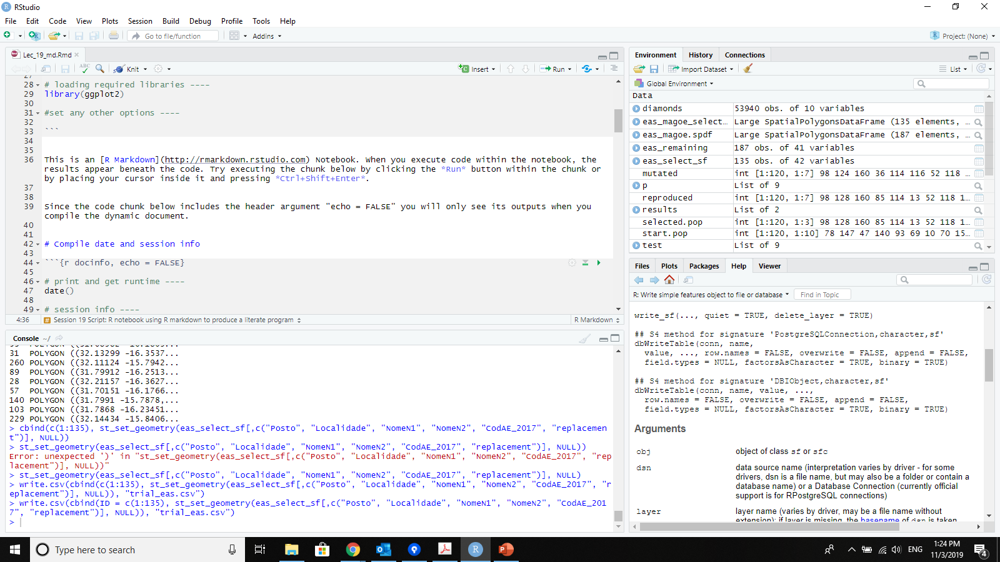 RStudio
File Edit Code View Plots Session Build Debug Profile Tools Help
Go to file/function Addins Project: (None)
Lec_19_md.Rmd
ABC Knit Insert Run
27
28 # loading required libraries ----
29 library(ggplot2)
30
31 #set any other options ----
32
33 ```
34
35
36 This is an [R Markdown](http://rmarkdown.rstudio.com) Notebook. When you execute code within the notebook, the
results appear beneath the code. Try executing the chunk below by clicking the *Run* button within the chunk or
by placing your cursor inside it and pressing *Ctrl+Shift+Enter*.
37
38
39 Since the code chunk below includes the header argument "echo = FALSE" you will only see its outputs when you
compile the dynamic document.
40
41
42 # Compile date and session info
43
44 ```{r docinfo, echo = FALSE}
45
46 # print and get runtime ----
47 date()
48
49 # session info ----
4:36 # Session 19 Script: R notebook using R markdown to produce a literate program R Markdown
Console ~/
31 POLYGON ((32.13299 -16.3537...
260 POLYGON ((32.11124 -15.7942...
89 POLYGON ((31.79912 -16.2513...
28 POLYGON ((32.21157 -16.3627...
57 POLYGON ((31.70151 -16.1766...
140 POLYGON ((31.7991 -15.7878,...
103 POLYGON ((31.7868 -16.23451...
229 POLYGON ((32.14434 -15.8406...
> cbind(c(1:135), st_set_geometry(eas_select_sf[,c("Posto", "Localidade", "NomeN1", "NomeN2", "CodAE_2017", "replacemen
t")], NULL))
> st_set_geometry(eas_select_sf[,c("Posto", "Localidade", "NomeN1", "NomeN2", "CodAE_2017", "replacement")], NULL))
Error: unexpected ')' in "st_set_geometry(eas_select_sf[,c("Posto", "Localidade", "NomeN1", "NomeN2", "CodAE_2017", "rep
lacement")], NULL))"
> st_set_geometry(eas_select_sf[,c("Posto", "Localidade", "NomeN1", "NomeN2", "CodAE_2017", "replacement")], NULL)
> write.csv(cbind(c(1:135), st_set_geometry(eas_select_sf[,c("Posto", "Localidade", "NomeN1", "NomeN2", "CodAE_2017", "r
eplacement")], NULL)), "trial_eas.csv")
> write.csv(cbind(ID = c(1:135), st_set_geometry(eas_select_sf[,c("Posto", "Localidade", "NomeN1", "NomeN2", "CodAE_201
7", "replacement")], NULL)), "trial_eas.csv")
>
Environment History Connections
Import Dataset List
Global Environment
Data
diamonds 53940 obs. of 10 variables
eas_magoe_select... Large SpatialPolygonsDataFrame (135 elements, ...
eas_magoe.spdf Large SpatialPolygonsDataFrame (187 elements, ...
eas_remaining 187 obs. of 41 variables
eas_select_sf 135 obs. of 42 variables
mutated int [1:120, 1:7] 98 124 160 36 114 116 52 118 ...
p List of 9
reproduced int [1:120, 1:7] 98 128 160 85 114 13 52 118 1...
results List of 2
selected.pop int [1:120, 1:3] 98 128 160 85 114 13 52 118 1...
start.pop int [1:120, 1:10] 78 147 47 140 93 69 10 70 15...
test List of 9
Files Plots Packages Help Viewer
R: Write simple features object to file or database Find in Topic
write_sf(..., quiet = TRUE, delete_layer = TRUE)
## S4 method for signature 'PostgreSQLConnection,character,sf'
dbWriteTable(conn, name,
value, ..., row.names = FALSE, overwrite = FALSE, append = FALSE,
field.types = NULL, factorsAsCharacter = TRUE, binary = TRUE)
## S4 method for signature 'DBIObject,character,sf'
dbWriteTable(conn, name, value, ...,
row.names = FALSE, overwrite = FALSE, append = FALSE,
field.types = NULL, factorsAsCharacter = TRUE, binary = TRUE)
Arguments
obj object of class sf or sfc
dsn data source name (interpretation varies by driver - for some
drivers, dsn is a file name, but may also be a folder or contain a
database name) or a Database Connection (currently official
support is for RPostgreSQL connections)
layer layer name (varies by driver, may be a file name without
extension); if layer is missing, the basename of dsn is taken
Type here to search
ENG
1:24 PM
11/3/2019
4